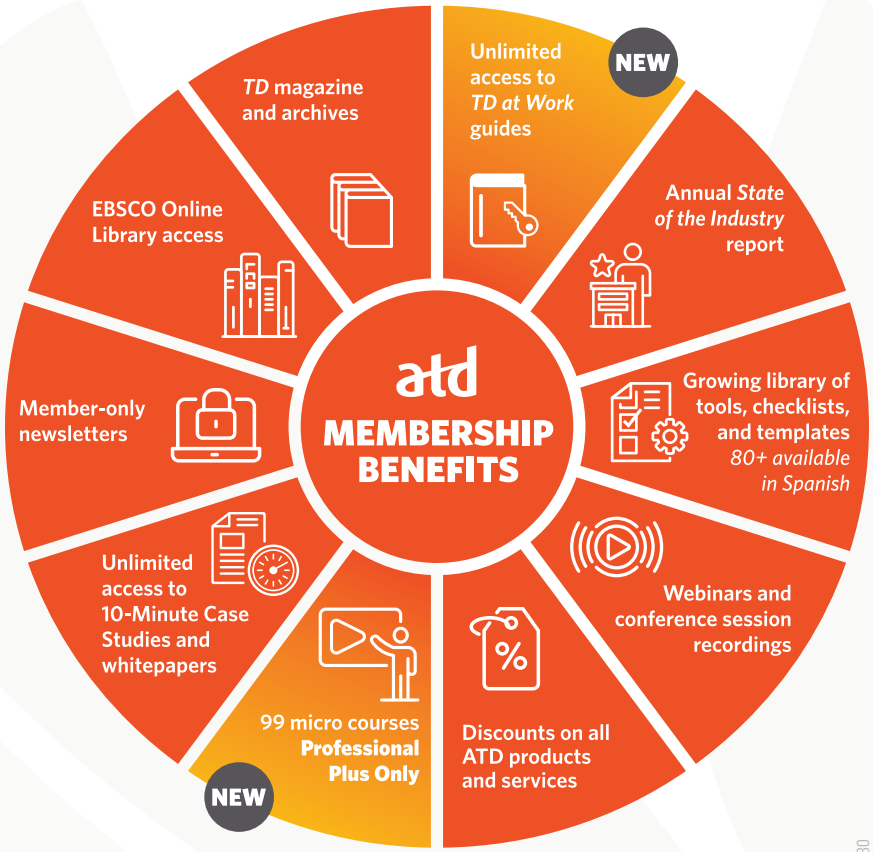 atd
MEMBERSHIP
BENEFITS
Unlimited
access to
TD at Work
guides
NEW
Annual State
of the Industry
report
Growing library of
tools, checklists,
and templates
80+ available
in Spanish
Webinars and
conference session
recordings
Discounts on all
ATD products
and services
%
99 micro courses
Professional
Plus Only
NEW
Unlimited
access to
10-Minute Case
Studies and
whitepapers
Member-only
newsletters
EBSCO Online
Library access
TD magazine
and archives